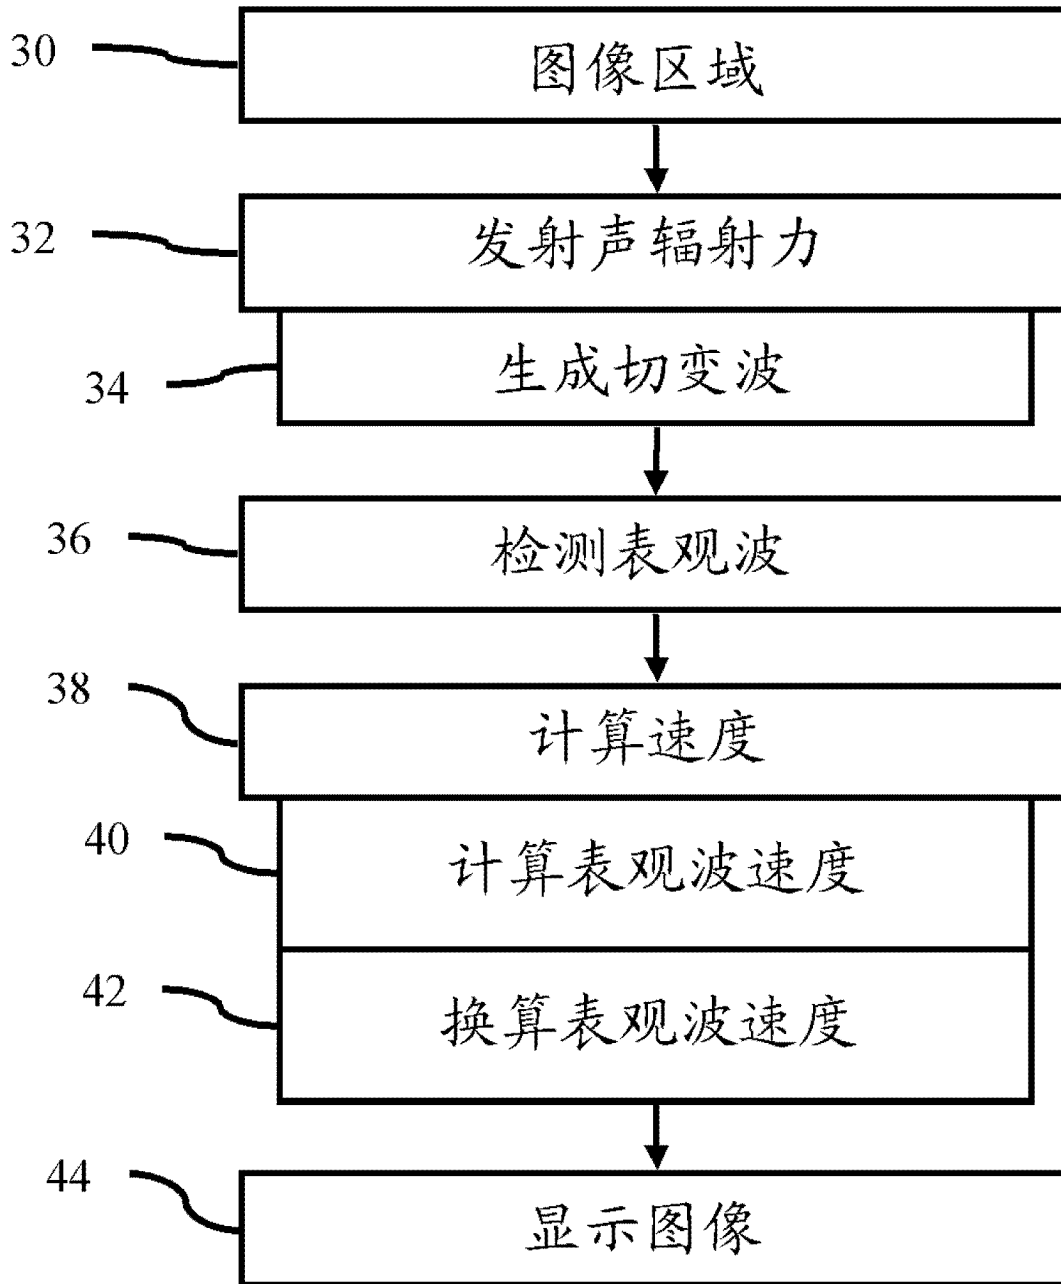 30 图像区域
32 发射声辐射力
34 生成切变波
36 检测表观波
38 计算速度
40 计算表观波速度
42 换算表观波速度
44 显示图像